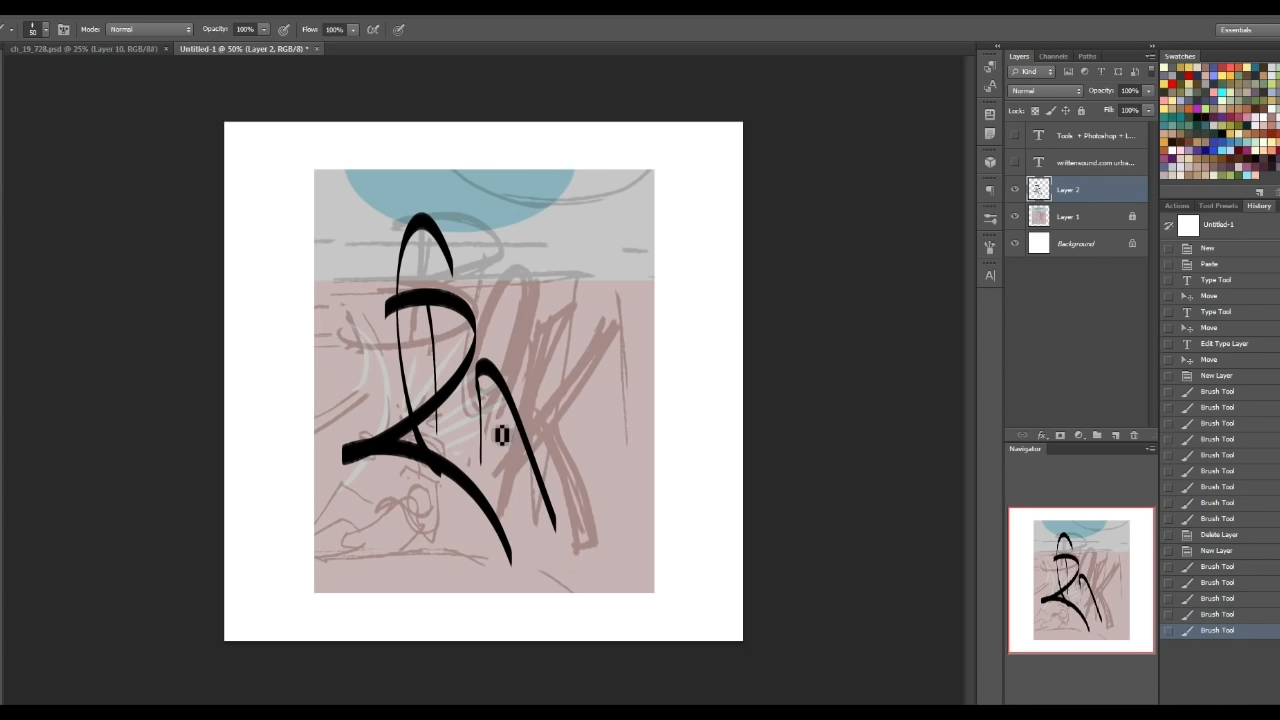 50
Mode: Normal
Opacity: 100%
Flow: 100%
Essentials
ch_19_728.psd @ 25% (Layer 10, RGB/8#) ×
Untitled-1 @ 50% (Layer 2, RGB/8) * ×
Layers Channels Paths
Kind
Normal Opacity: 100%
Lock: Fill: 100%
T Tools + Photoshop + L...
T writtensound.com urba...
Layer 2
Layer 1
Background
fx
Navigator
Swatches
Actions Tool Presets History
Untitled-1
New
Paste
Type Tool
Move
Type Tool
Move
Edit Type Layer
Move
New Layer
Brush Tool
Brush Tool
Brush Tool
Brush Tool
Brush Tool
Brush Tool
Brush Tool
Brush Tool
Brush Tool
Delete Layer
New Layer
Brush Tool
Brush Tool
Brush Tool
Brush Tool
Brush Tool